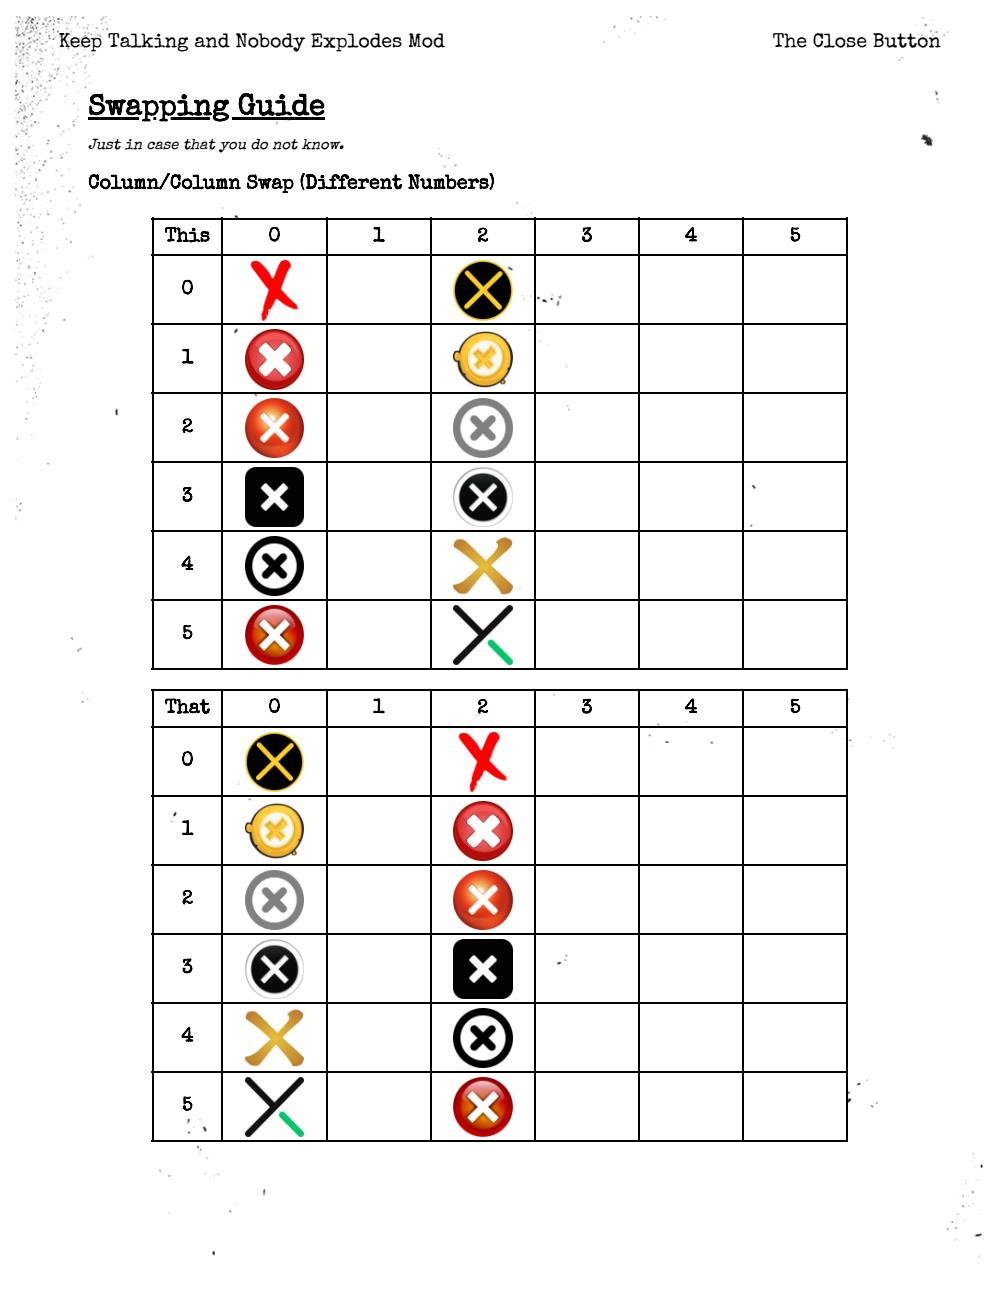 Keep Talking and Nobody Explodes Mod The Close Button
Swapping Guide
Just in case that you do not know.
Column/Column Swap (Different Numbers)
This 0 1 2 3 4 5
0
1
2
3
4
5
That 0 1 2 3 4 5
0
1
2
3
4
5